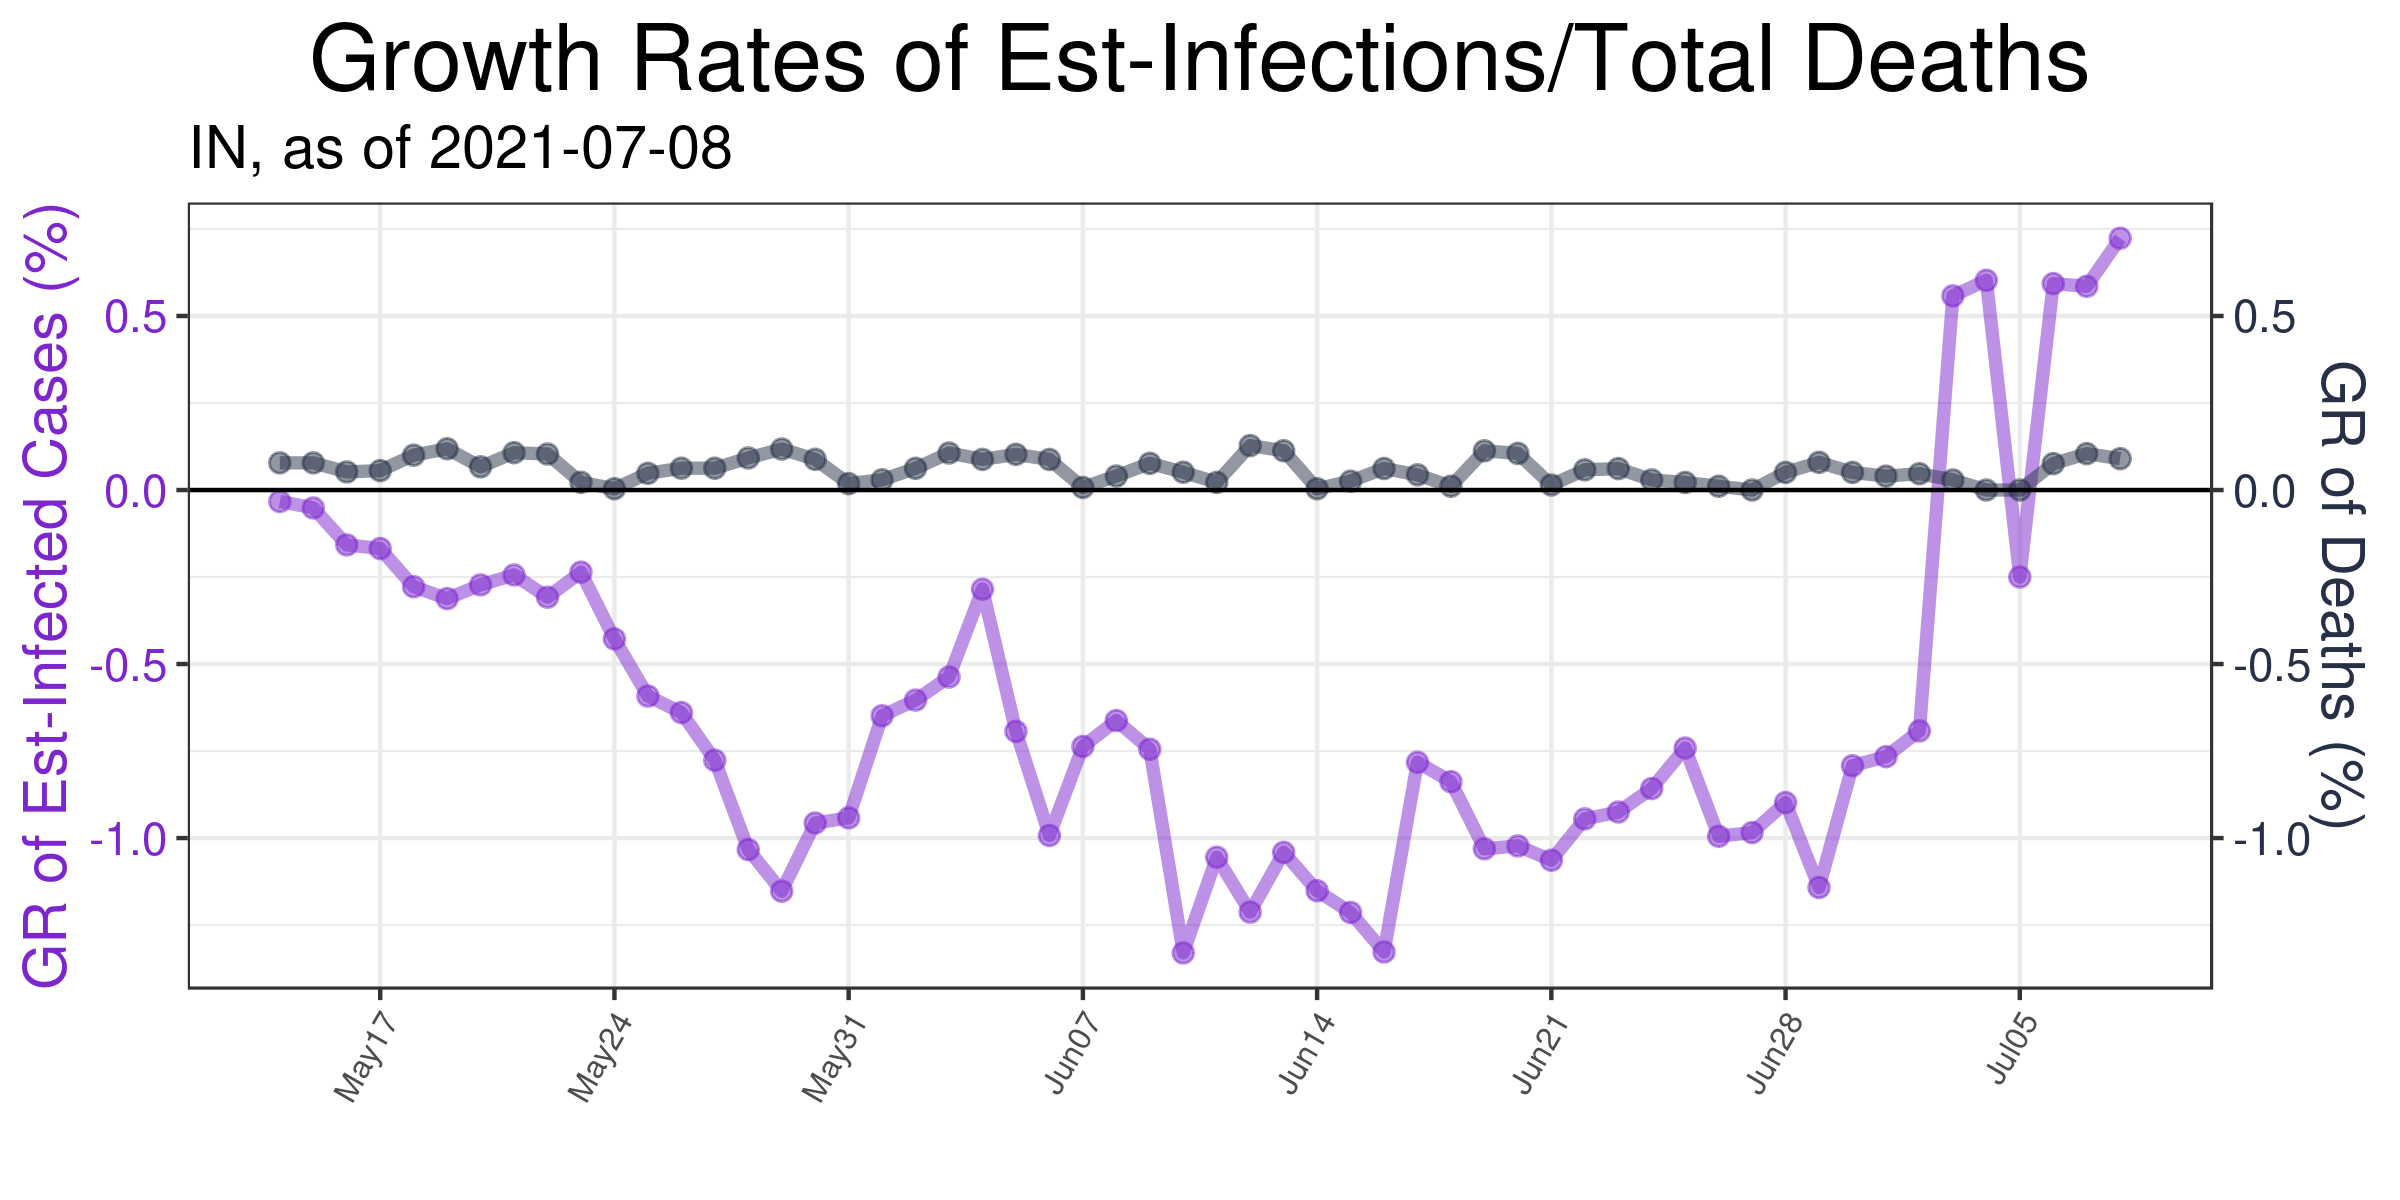 Growth Rates of Est-Infections/Total Deaths
IN, as of 2021-07-08
GR of Est-Infected Cases (%)
0.5
0.0
-0.5
-1.0
0.5
0.0
-0.5
-1.0
GR of Deaths (%)
May17
May24
May31
Jun07
Jun14
Jun21
Jun28
Jul05